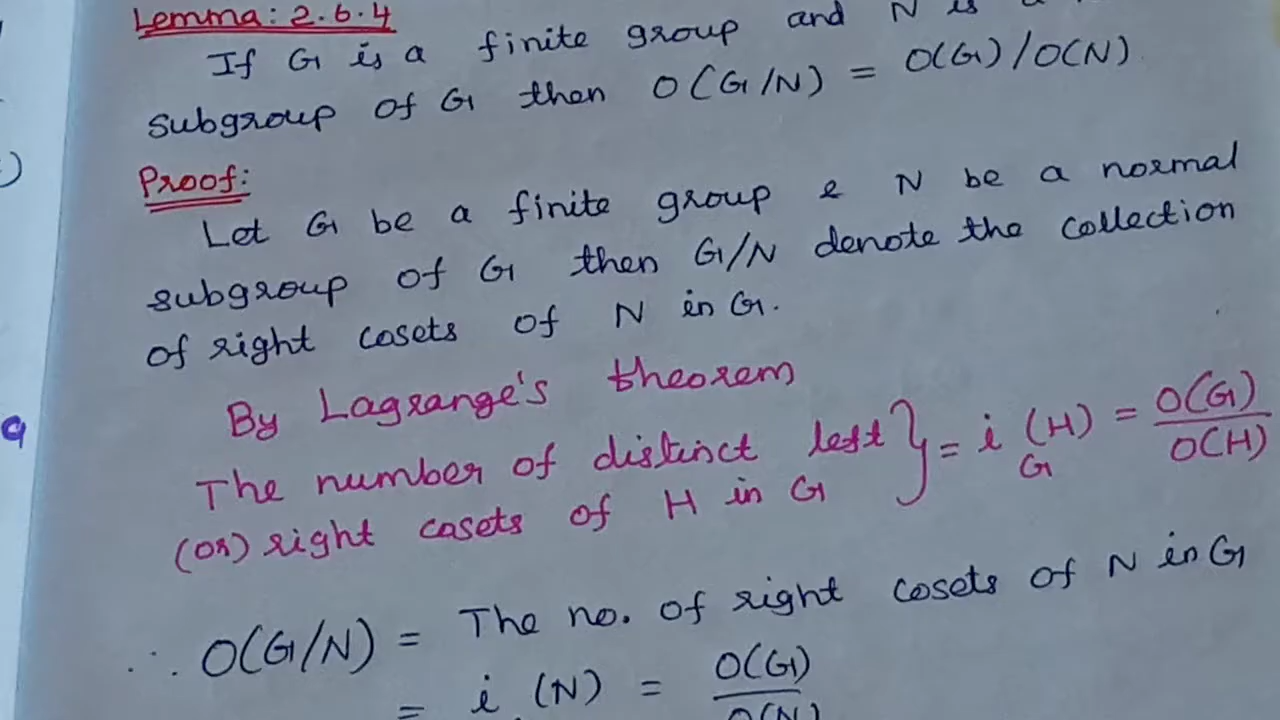 Lemma: 2.6.4
If G is a finite group and N is a
subgroup of G then O(G/N) = O(G)/O(N)
Proof:
Let G be a finite group & N be a normal
subgroup of G then G/N denote the collection
of right cosets of N in G.
By Lagrange's theorem
The number of distinct left
(or) right cosets of H in G } = i G (H) = O(G)/O(H)
∴ O(G/N) = The no. of right cosets of N in G
= i (N) = O(G)/O(N)